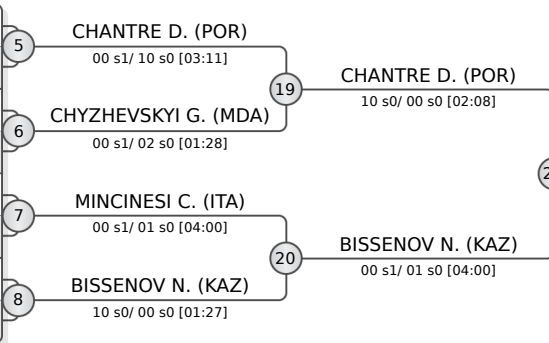 CHANTRE D. (POR)
5
00 s1/ 10 s0 [03:11]
19
CHANTRE D. (POR)
10 s0/ 00 s0 [02:08]
CHYZHEVSKYI G. (MDA)
6
00 s1/ 02 s0 [01:28]
MINCINESI C. (ITA)
7
00 s1/ 01 s0 [04:00]
20
BISSENOV N. (KAZ)
00 s1/ 01 s0 [04:00]
BISSENOV N. (KAZ)
8
10 s0/ 00 s0 [01:27]